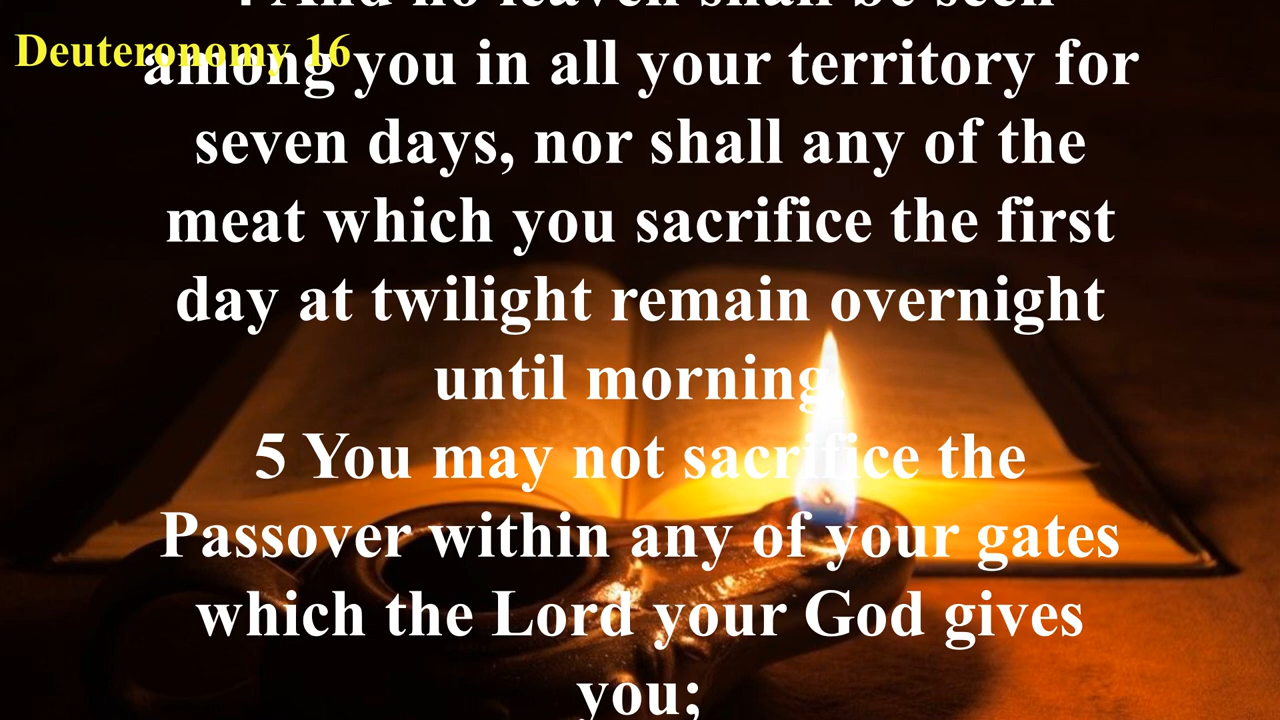 4 And no leaven shall be seen
Deuteronomy 16
among you in all your territory for
seven days, nor shall any of the
meat which you sacrifice the first
day at twilight remain overnight
until morning.
5 You may not sacrifice the
Passover within any of your gates
which the Lord your God gives
you;